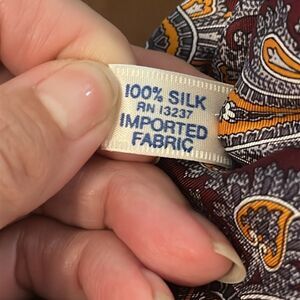 100% SILK
RN 13237
IMPORTED
FABRIC